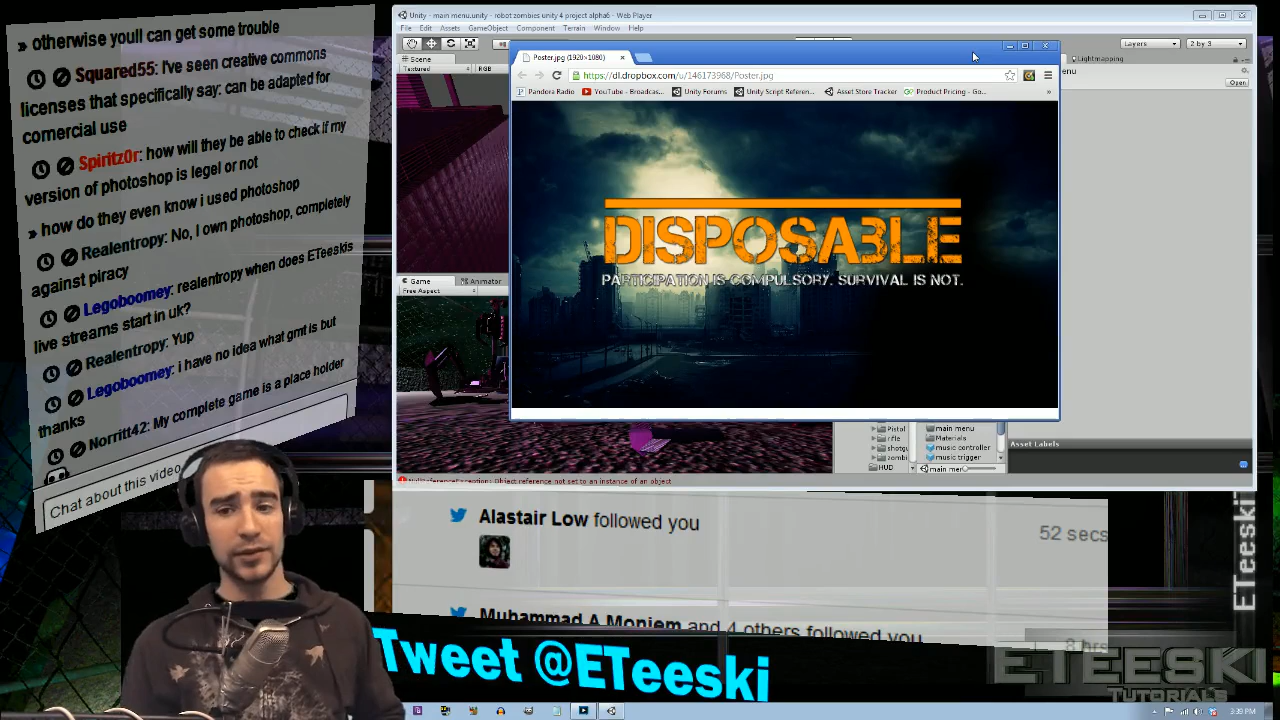 » otherwise youll can get some trouble
Squared55: I've seen creative commons
licenses that specifically say: can be adapted for
comercial use
Spiritz0r: how will they be able to check if my
version of photoshop is legel or not
» how do they even know i used photoshop
Realentropy: No, I own photoshop, completely
against piracy
Legoboomey: realentropy when does ETeeskis
live streams start in uk?
Realentropy: Yup
Legoboomey: i have no idea what gmt is but
thanks
Norritt42: My complete game is a place holder
Chat about this video
Unity - main menu.unity - robot zombies unity 4 project alpha6 - Web Player
File Edit Assets GameObject Component Terrain Window Help
Layers 2 by 3
Scene
Textured RGB
Lightmapping
Open
Poster.jpg (1920×1080)
https://dl.dropbox.com/u/146173968/Poster.jpg
Pandora Radio YouTube - Broadcas... Unity Forums Unity Script Referen... Asset Store Tracker Product Pricing - Go... »
DISPOSABLE
PARTICIPATION IS COMPULSORY. SURVIVAL IS NOT.
Game Animator
Free Aspect
Pistol
rifle
shotgu
zombi
HUD
main menu
Materials
music controller
music trigger
main mer
Asset Labels
NullReferenceException: Object reference not set to an instance of an object
Alastair Low followed you
52 secs
Muhammad A Moniem and 4 others followed you
8 hrs
Tweet @ETeeski
ETeeski
ETEESKI
TUTORIALS
3:39 PM